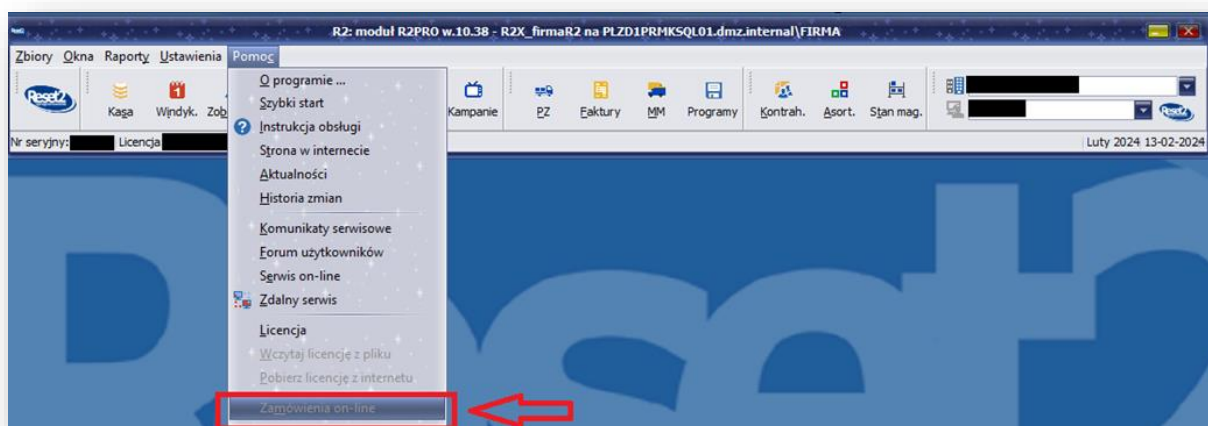 R2: moduł R2PRO w.10.38 - R2X_firmaR2 na PLZD1PRMKSQL01.dmz.internal\FIRMA
Zbiory Okna Raporty Ustawienia Pomoc
Reset2 Kasa Windyk. Zob Kampanie PZ Faktury MM Programy Kontrah. Asort. Stan mag. Reset2
Nr seryjny: Licencja Luty 2024 13-02-2024
O programie ...
Szybki start
Instrukcja obsługi
Strona w internecie
Aktualności
Historia zmian
Komunikaty serwisowe
Forum użytkowników
Serwis on-line
Zdalny serwis
Licencja
Wczytaj licencję z pliku
Pobierz licencję z internetu
Zamówienia on-line
Reset2